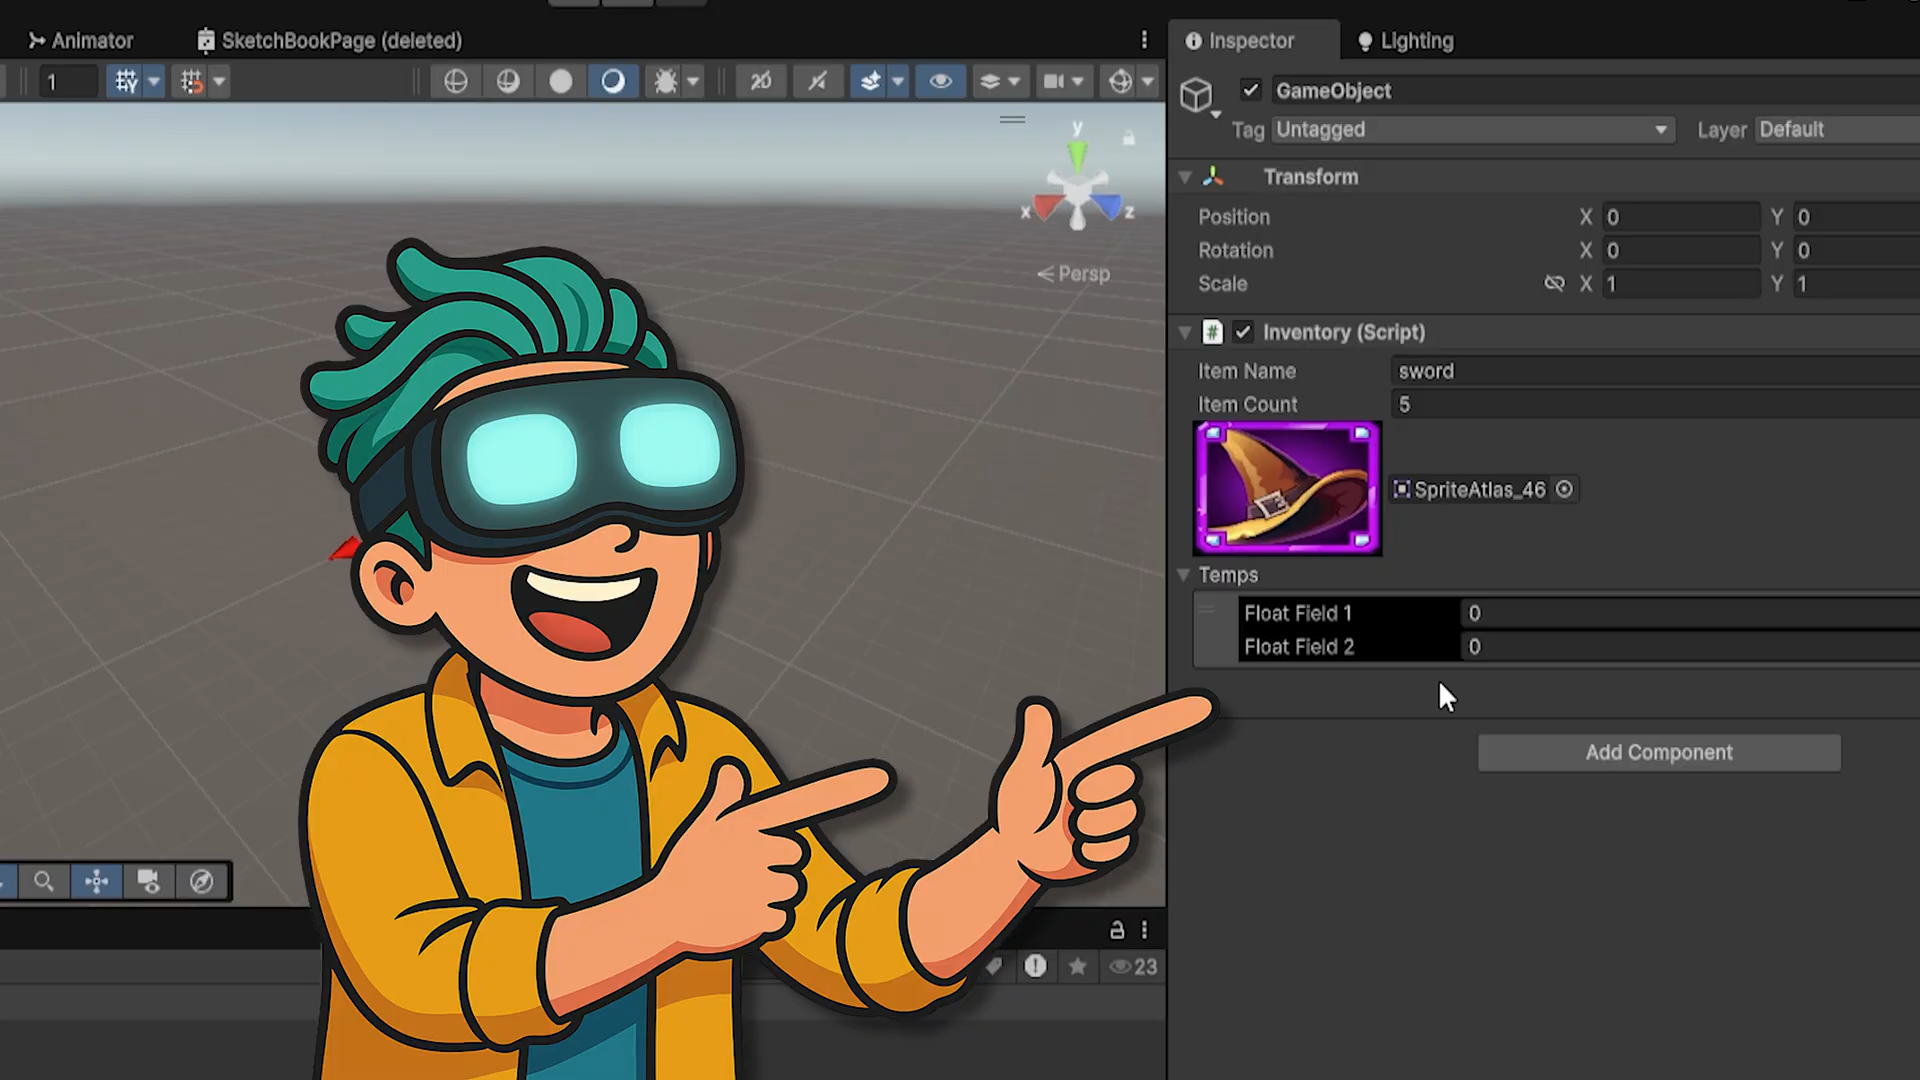 Animator
SketchBookPage (deleted)
Inspector
Lighting
1
2D
GameObject
Tag Untagged
Layer Default
Transform
Position X 0 Y 0
Rotation X 0 Y 0
Scale X 1 Y 1
y
x
z
Persp
# Inventory (Script)
Item Name sword
Item Count 5
SpriteAtlas_46
Temps
Float Field 1 0
Float Field 2 0
Add Component
23